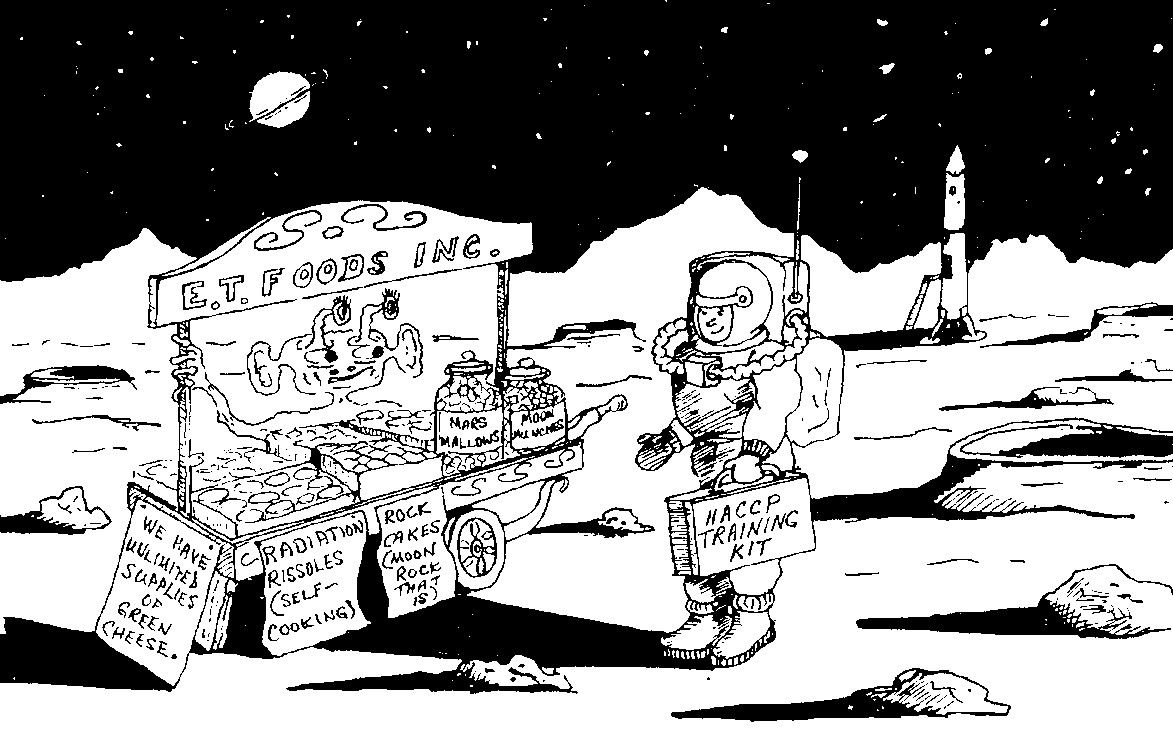 E.T. FOODS INC.
MARS
MALLOWS
MOON
MUNCHIES
WE HAVE
UNLIMITED
SUPPLIES
OF
GREEN
CHEESE.
RADIATION
RISSOLES
(SELF-
COOKING)
ROCK
CAKES
(MOON
ROCK
THAT
IS)
HACCP
TRAINING
KIT